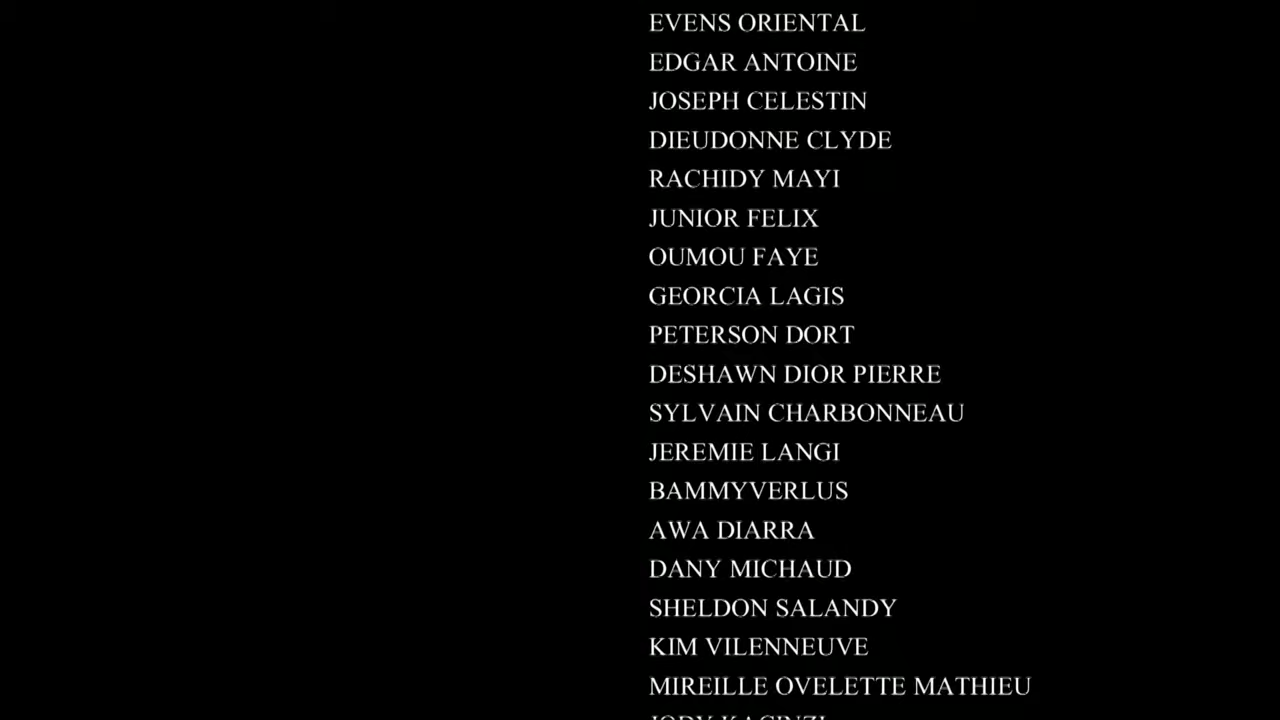 EVENS ORIENTAL
EDGAR ANTOINE
JOSEPH CELESTIN
DIEUDONNE CLYDE
RACHIDY MAYI
JUNIOR FELIX
OUMOU FAYE
GEORCIA LAGIS
PETERSON DORT
DESHAWN DIOR PIERRE
SYLVAIN CHARBONNEAU
JEREMIE LANGI
BAMMYVERLUS
AWA DIARRA
DANY MICHAUD
SHELDON SALANDY
KIM VILENNEUVE
MIREILLE OVELETTE MATHIEU